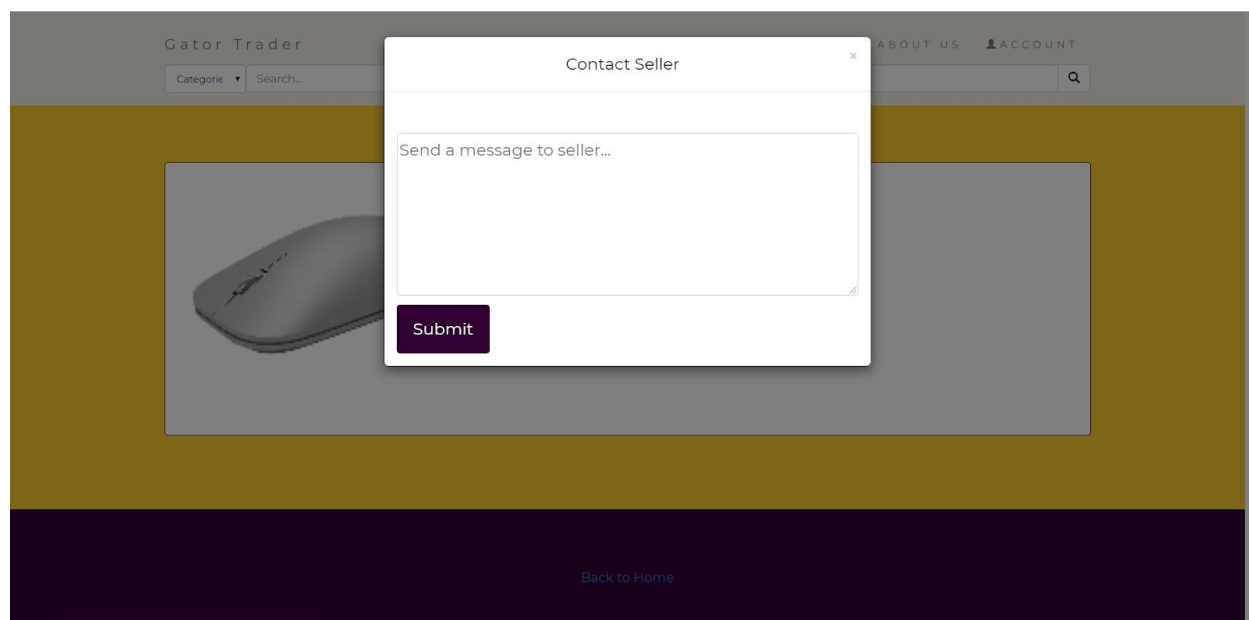 Gator Trader
ABOUT US ACCOUNT
Categorie
Search...
Contact Seller
×
Send a message to seller...
Submit
Back to Home